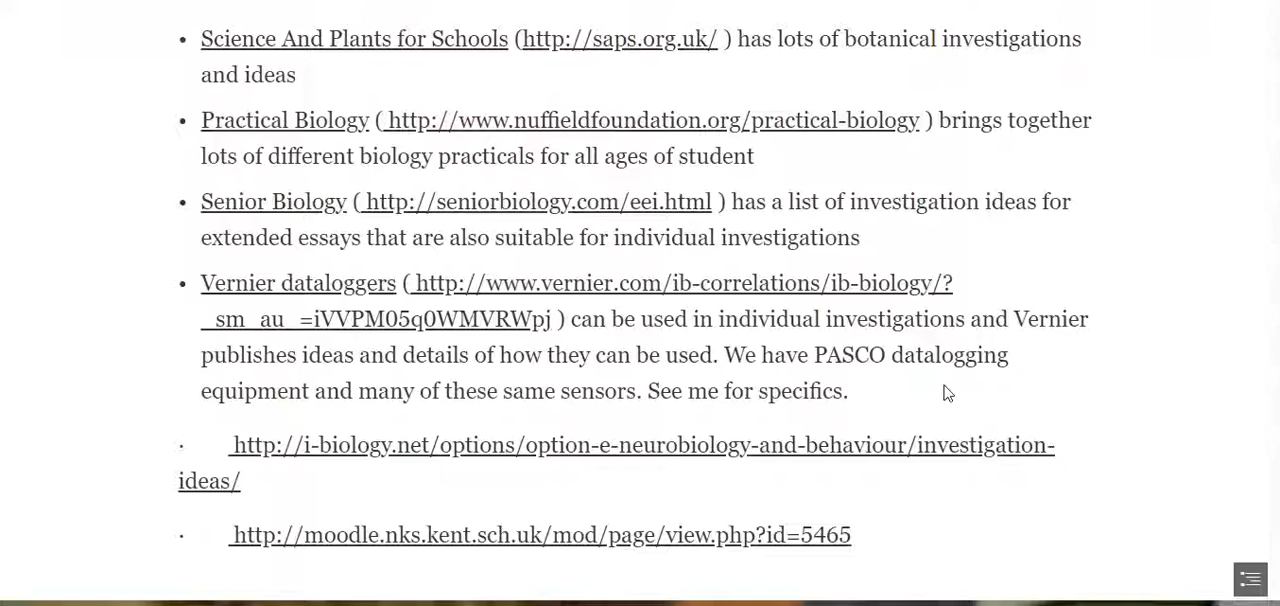 • Science And Plants for Schools (http://saps.org.uk/ ) has lots of botanical investigations
and ideas
• Practical Biology ( http://www.nuffieldfoundation.org/practical-biology ) brings together
lots of different biology practicals for all ages of student
• Senior Biology ( http://seniorbiology.com/eei.html ) has a list of investigation ideas for
extended essays that are also suitable for individual investigations
• Vernier dataloggers ( http://www.vernier.com/ib-correlations/ib-biology/?
_sm_au_=iVVPM05q0WMVRWpj ) can be used in individual investigations and Vernier
publishes ideas and details of how they can be used. We have PASCO datalogging
equipment and many of these same sensors. See me for specifics.
· http://i-biology.net/options/option-e-neurobiology-and-behaviour/investigation-
ideas/
· http://moodle.nks.kent.sch.uk/mod/page/view.php?id=5465